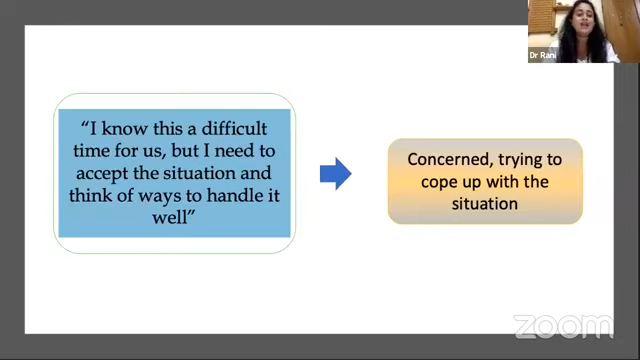 Dr Rani
“I know this a difficult
time for us, but I need to
accept the situation and
think of ways to handle it
well”
Concerned, trying to
cope up with the
situation
zoom